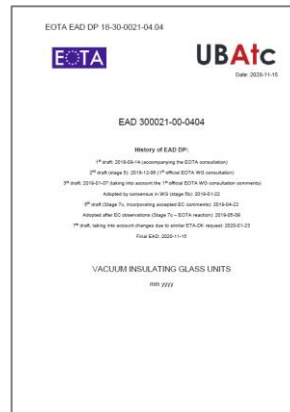 EOTA EAD DP 18-30-0021-04.04
EOTA
UBAtc
Date: 2020-11-15
EAD 300021-00-0404
History of EAD DP:
1st draft: 2018-09-14 (accompanying the EOTA consultation)
2nd draft (stage 5): 2018-12-05 (1st official EOTA WG consultation)
3rd draft: 2019-01-07 (taking into account the 1st official EOTA WG consultation comments)
Adopted by consensus in WG (stage 5b): 2019-01-22
5th draft (Stage 7c, incorporating accepted EC comments): 2019-04-22
Adopted after EC observations (Stage 7c – EOTA reaction): 2019-05-09
7th draft, taking into account changes due to similar ETA-DK request: 2020-01-23
Final EAD: 2020-11-15
VACUUM INSULATING GLASS UNITS
mm yyyy